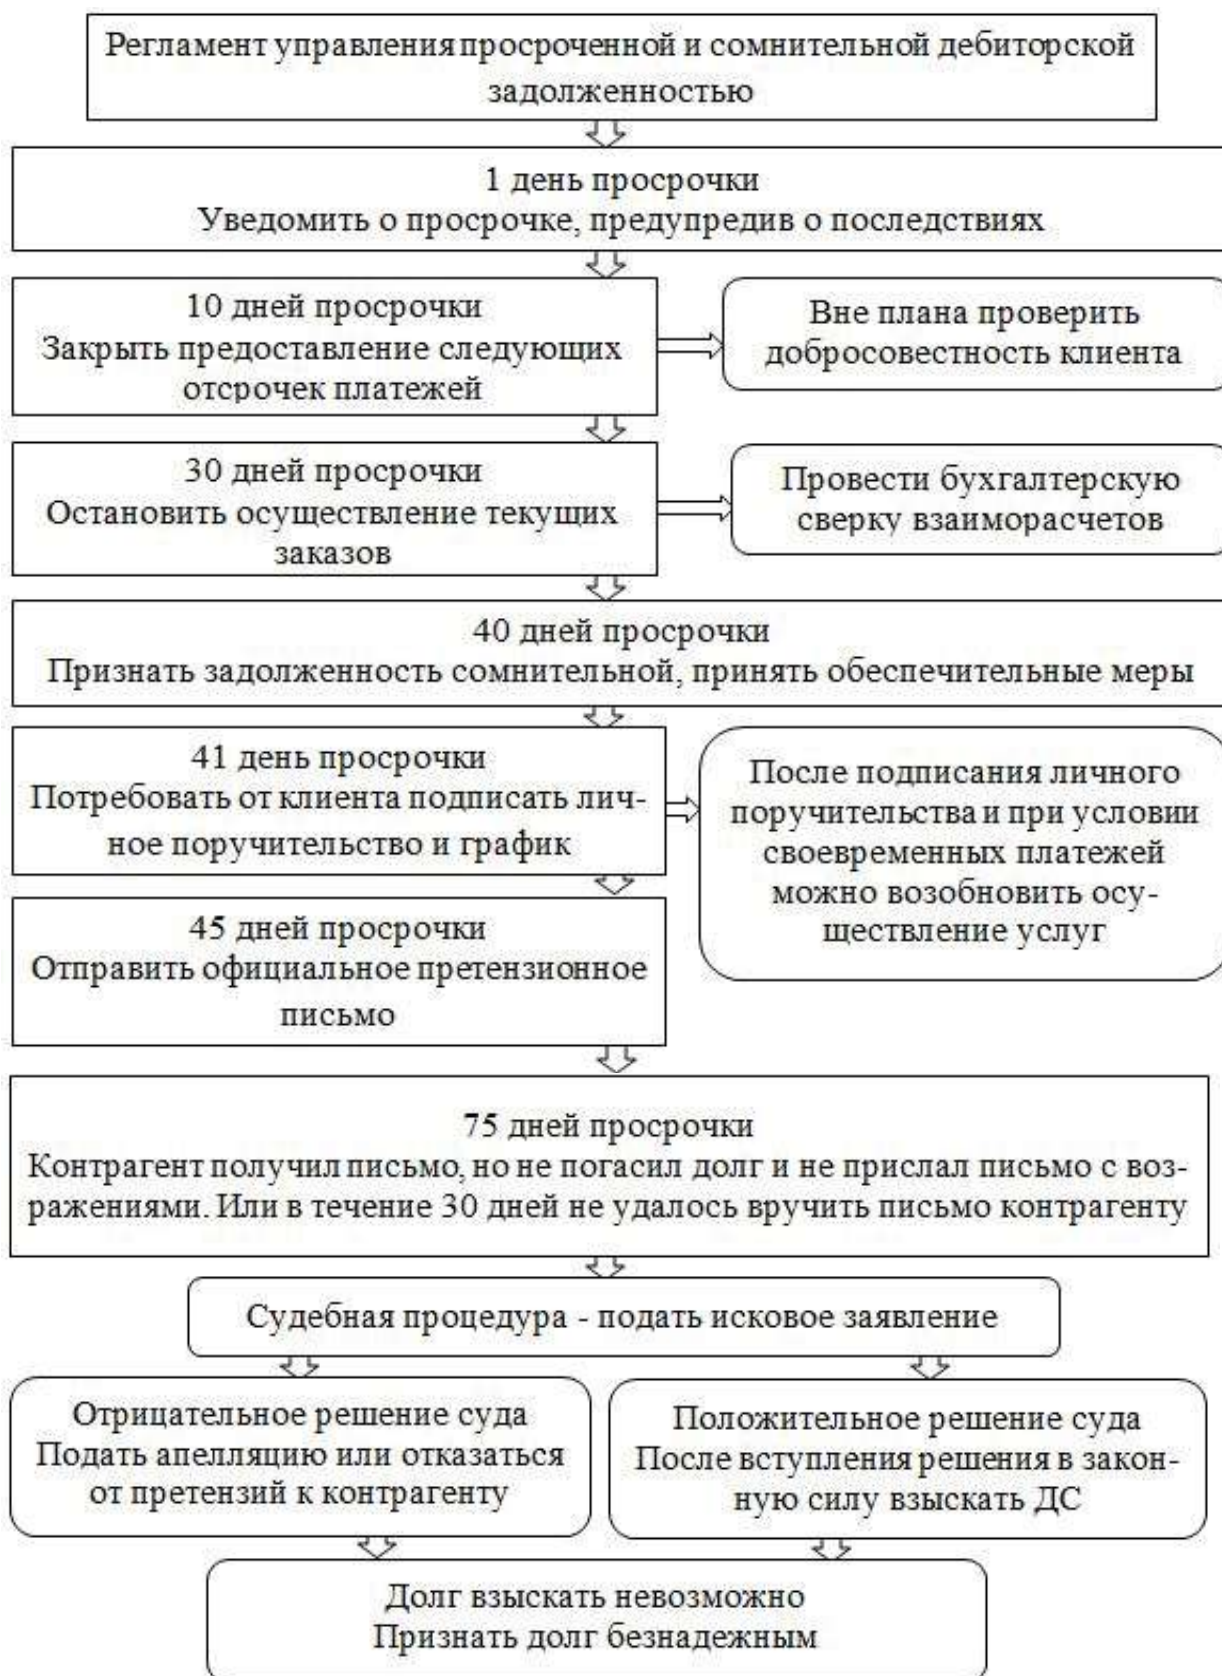 Регламент управления просроченной и сомнительной дебиторской
задолженностью
1 день просрочки
Уведомить о просрочке, предупредив о последствиях
10 дней просрочки
Закрыть предоставление следующих
отсрочек платежей
Вне плана проверить
добросовестность клиента
30 дней просрочки
Остановить осуществление текущих
заказов
Провести бухгалтерскую
сверку взаиморасчетов
40 дней просрочки
Признать задолженность сомнительной, принять обеспечительные меры
41 день просрочки
Потребовать от клиента подписать лич-
ное поручительство и график
После подписания личного
поручительства и при условии
своевременных платежей
можно возобновить осу-
ществление услуг
45 дней просрочки
Отправить официальное претензионное
письмо
75 дней просрочки
Контрагент получил письмо, но не погасил долг и не прислал письмо с воз-
ражениями. Или в течение 30 дней не удалось вручить письмо контрагенту
Судебная процедура - подать исковое заявление
Отрицательное решение суда
Подать апелляцию или отказаться
от претензий к контрагенту
Положительное решение суда
После вступления решения в закон-
ную силу взыскать ДС
Долг взыскать невозможно
Признать долг безнадежным